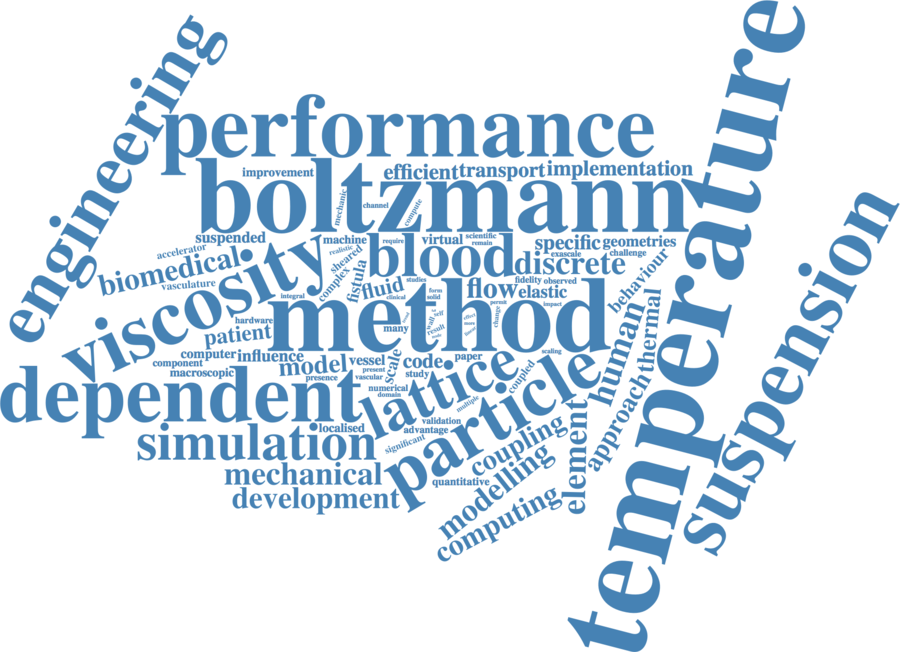 engineering
temperature
performance
boltzmann
improvement
efficient
transport
implementation
mechanic
channel
compute
suspension
suspended
machine
require
virtual
scientific
remain
specific
geometries
exascale
challenge
accelerator
biomedical
vasculature
viscosity
realistic
sheared
complex
fistula
blood
discrete
behaviour
fluid
studies
clinical
form
solid
flow
elastic
fidelity
observed
permit
impact
change
integral
method
hardware
patient
many
wall
self
result
effect
more
human
thermal
approach
computer
influence
component
macroscopic
model
vessel
present
presence
vascular
scale
code
study
paper
scaling
coupled
dependent
numerical
domain
lattice
multiple
particle
localised
validation
advantage
significant
simulation
mechanical
development
quantitative
coupling
modelling
computing
element